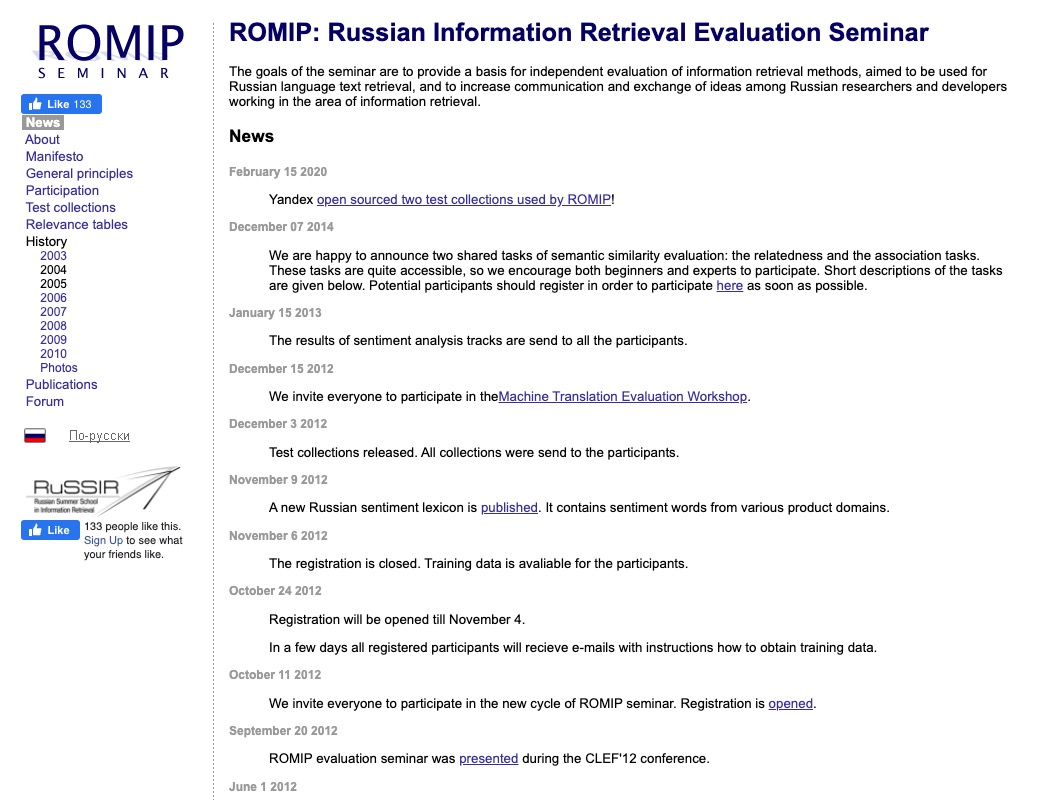 ROMIP
SEMINAR
Like 133
News
About
Manifesto
General principles
Participation
Test collections
Relevance tables
History
2003
2004
2005
2006
2007
2008
2009
2010
Photos
Publications
Forum
По-русски
RuSSIR
Russian Summer School
in Information Retrieval
Like
133 people like this.
Sign Up to see what
your friends like.
ROMIP: Russian Information Retrieval Evaluation Seminar
The goals of the seminar are to provide a basis for independent evaluation of information retrieval methods, aimed to be used for
Russian language text retrieval, and to increase communication and exchange of ideas among Russian researchers and developers
working in the area of information retrieval.
News
February 15 2020
Yandex open sourced two test collections used by ROMIP!
December 07 2014
We are happy to announce two shared tasks of semantic similarity evaluation: the relatedness and the association tasks.
These tasks are quite accessible, so we encourage both beginners and experts to participate. Short descriptions of the tasks
are given below. Potential participants should register in order to participate here as soon as possible.
January 15 2013
The results of sentiment analysis tracks are send to all the participants.
December 15 2012
We invite everyone to participate in theMachine Translation Evaluation Workshop.
December 3 2012
Test collections released. All collections were send to the participants.
November 9 2012
A new Russian sentiment lexicon is published. It contains sentiment words from various product domains.
November 6 2012
The registration is closed. Training data is avaliable for the participants.
October 24 2012
Registration will be opened till November 4.
In a few days all registered participants will recieve e-mails with instructions how to obtain training data.
October 11 2012
We invite everyone to participate in the new cycle of ROMIP seminar. Registration is opened.
September 20 2012
ROMIP evaluation seminar was presented during the CLEF'12 conference.
June 1 2012